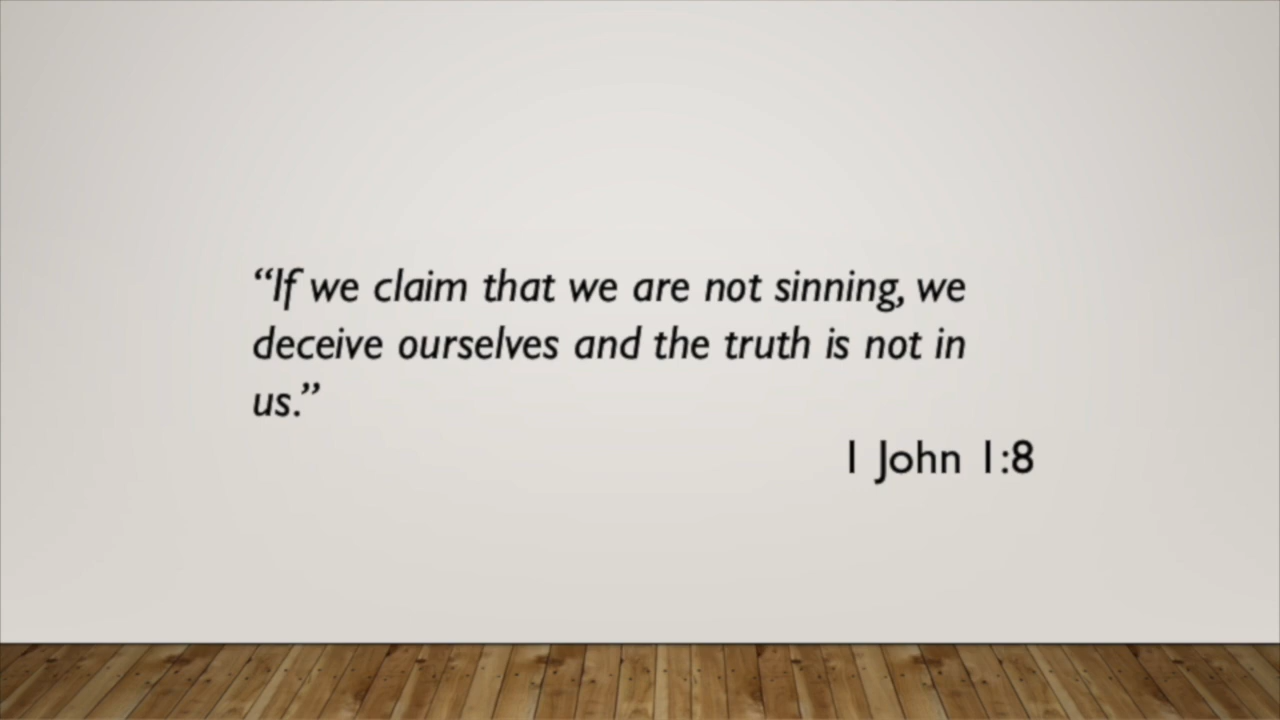 “If we claim that we are not sinning, we
deceive ourselves and the truth is not in
us.”
1 John 1:8